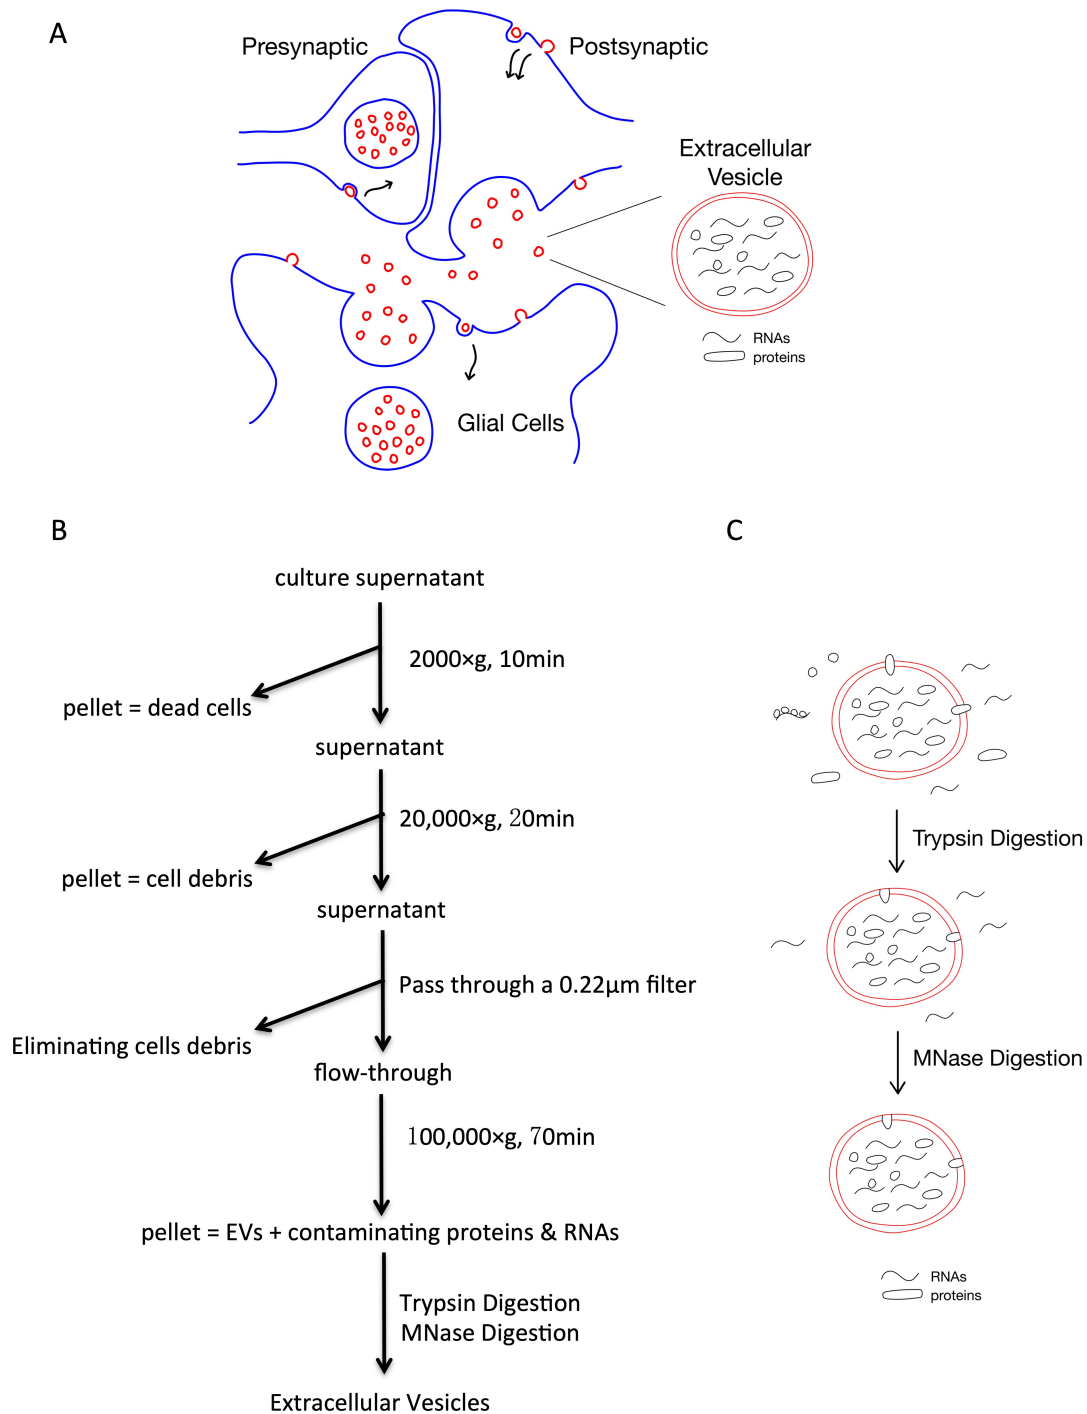 A
Presynaptic
Postsynaptic
Extracellular
Vesicle
RNAs
proteins
Glial Cells
B
culture supernatant
2000×g, 10min
pellet = dead cells
supernatant
20,000×g, 20min
pellet = cell debris
supernatant
Pass through a 0.22μm filter
Eliminating cells debris
flow-through
100,000×g, 70min
pellet = EVs + contaminating proteins & RNAs
Trypsin Digestion
MNase Digestion
Extracellular Vesicles
C
Trypsin Digestion
MNase Digestion
RNAs
proteins